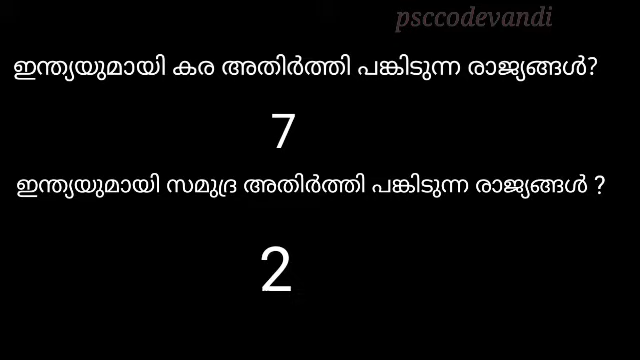 psccodevandi
ഇന്ത്യയുമായി കര അതിർത്തി പങ്കിടുന്ന രാജ്യങ്ങൾ?
7
ഇന്ത്യയുമായി സമുദ്ര അതിർത്തി പങ്കിടുന്ന രാജ്യങ്ങൾ ?
2